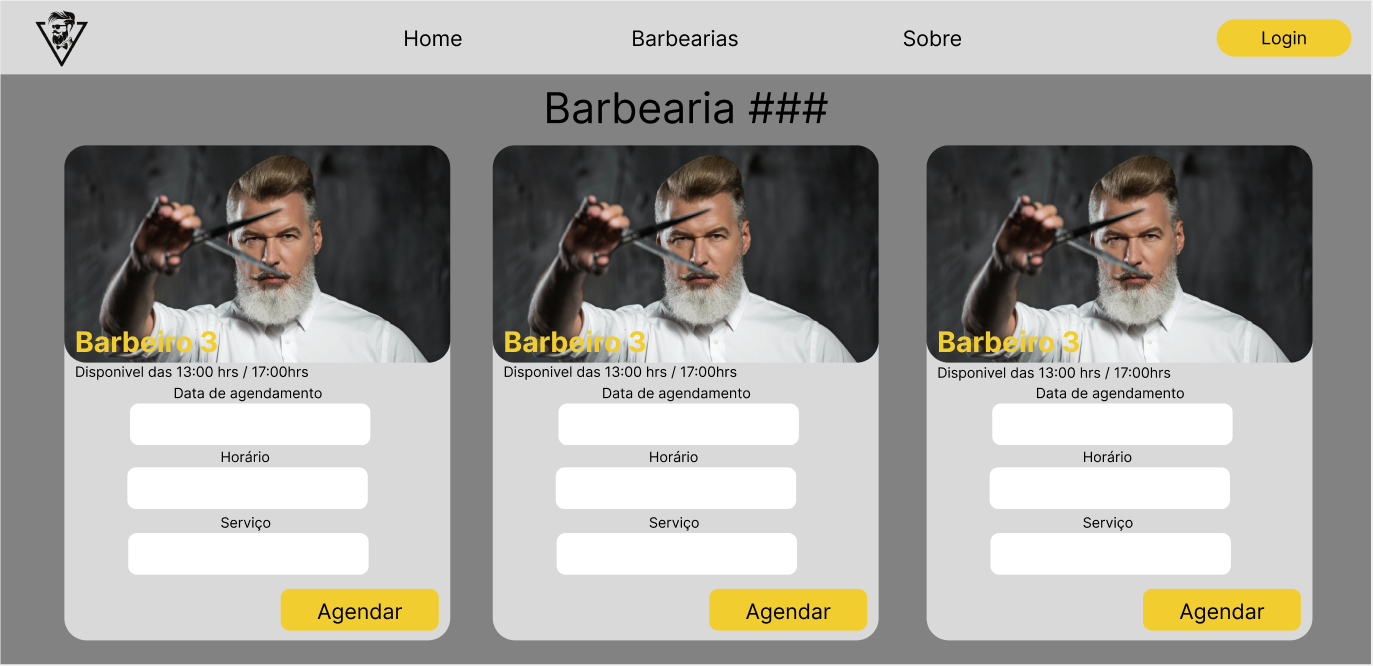 Home Barbearias Sobre Login
Barbearia ###
Barbeiro 3
Disponivel das 13:00 hrs / 17:00hrs
Data de agendamento
Horário
Serviço
Agendar
Barbeiro 3
Disponivel das 13:00 hrs / 17:00hrs
Data de agendamento
Horário
Serviço
Agendar
Barbeiro 3
Disponivel das 13:00 hrs / 17:00hrs
Data de agendamento
Horário
Serviço
Agendar